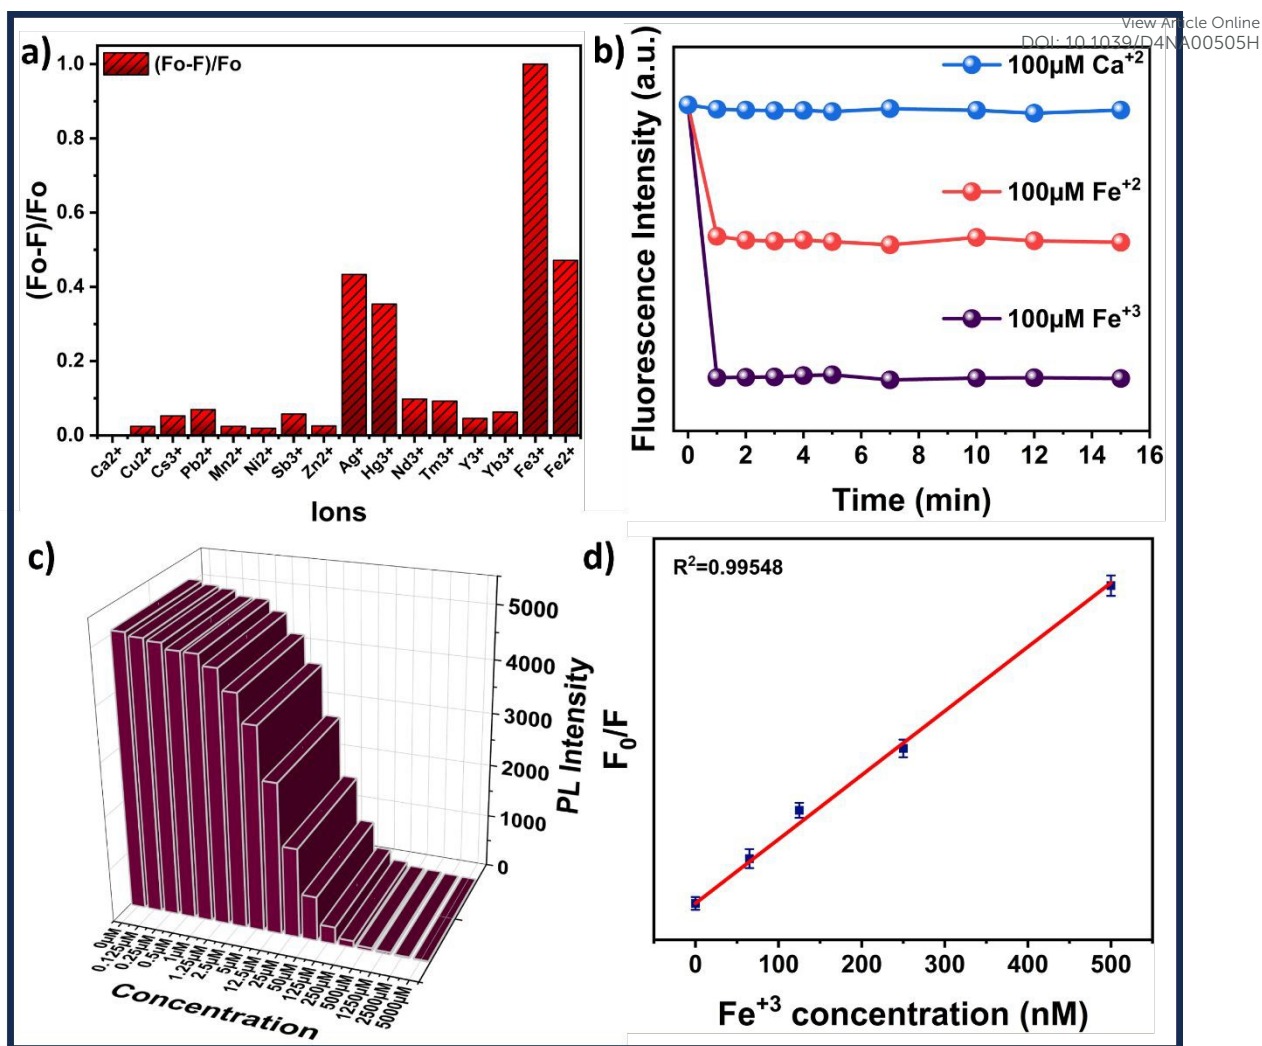 View Article Online
DOI: 10.1039/D4NA00505H
a)
(Fo-F)/Fo
1.0
0.8
0.6
0.4
0.2
0.0
(Fo-F)/Fo
Ca2+
Cu2+
Cs3+
Pb2+
Mn2+
Ni2+
Sb3+
Zn2+
Ag+
Hg3+
Nd3+
Tm3+
Y3+
Yb3+
Fe3+
Fe2+
Ions
b)
Fluorescence Intensity (a.u.)
100μM Ca+2
100μM Fe+2
100μM Fe+3
0 2 4 6 8 10 12 14 16
Time (min)
c)
5000
4000
3000
2000
1000
0
PL Intensity
0μM
0.125μM
0.25μM
0.5μM
1μM
1.25μM
2.5μM
5μM
12.5μM
25μM
50μM
125μM
250μM
500μM
1250μM
2500μM
5000μM
Concentration
d)
R2=0.99548
F0/F
0 100 200 300 400 500
Fe+3 concentration (nM)